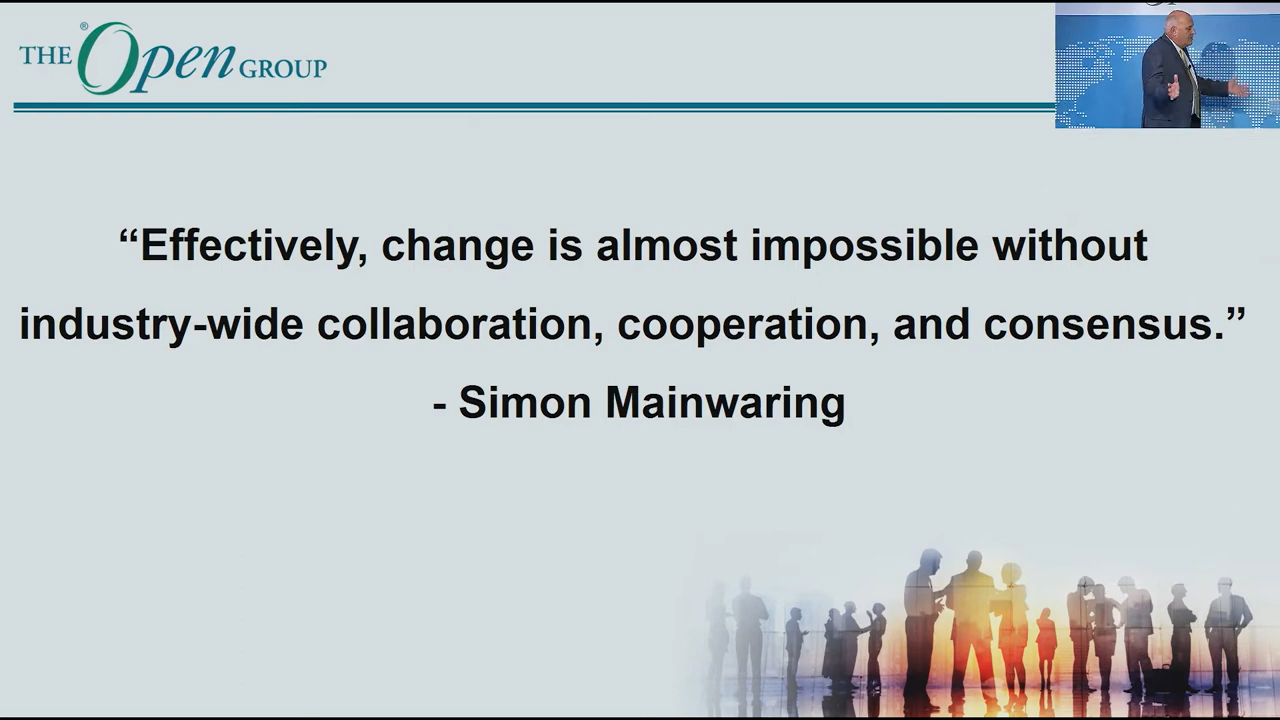 THE Open GROUP
®
“Effectively, change is almost impossible without
industry-wide collaboration, cooperation, and consensus.”
- Simon Mainwaring